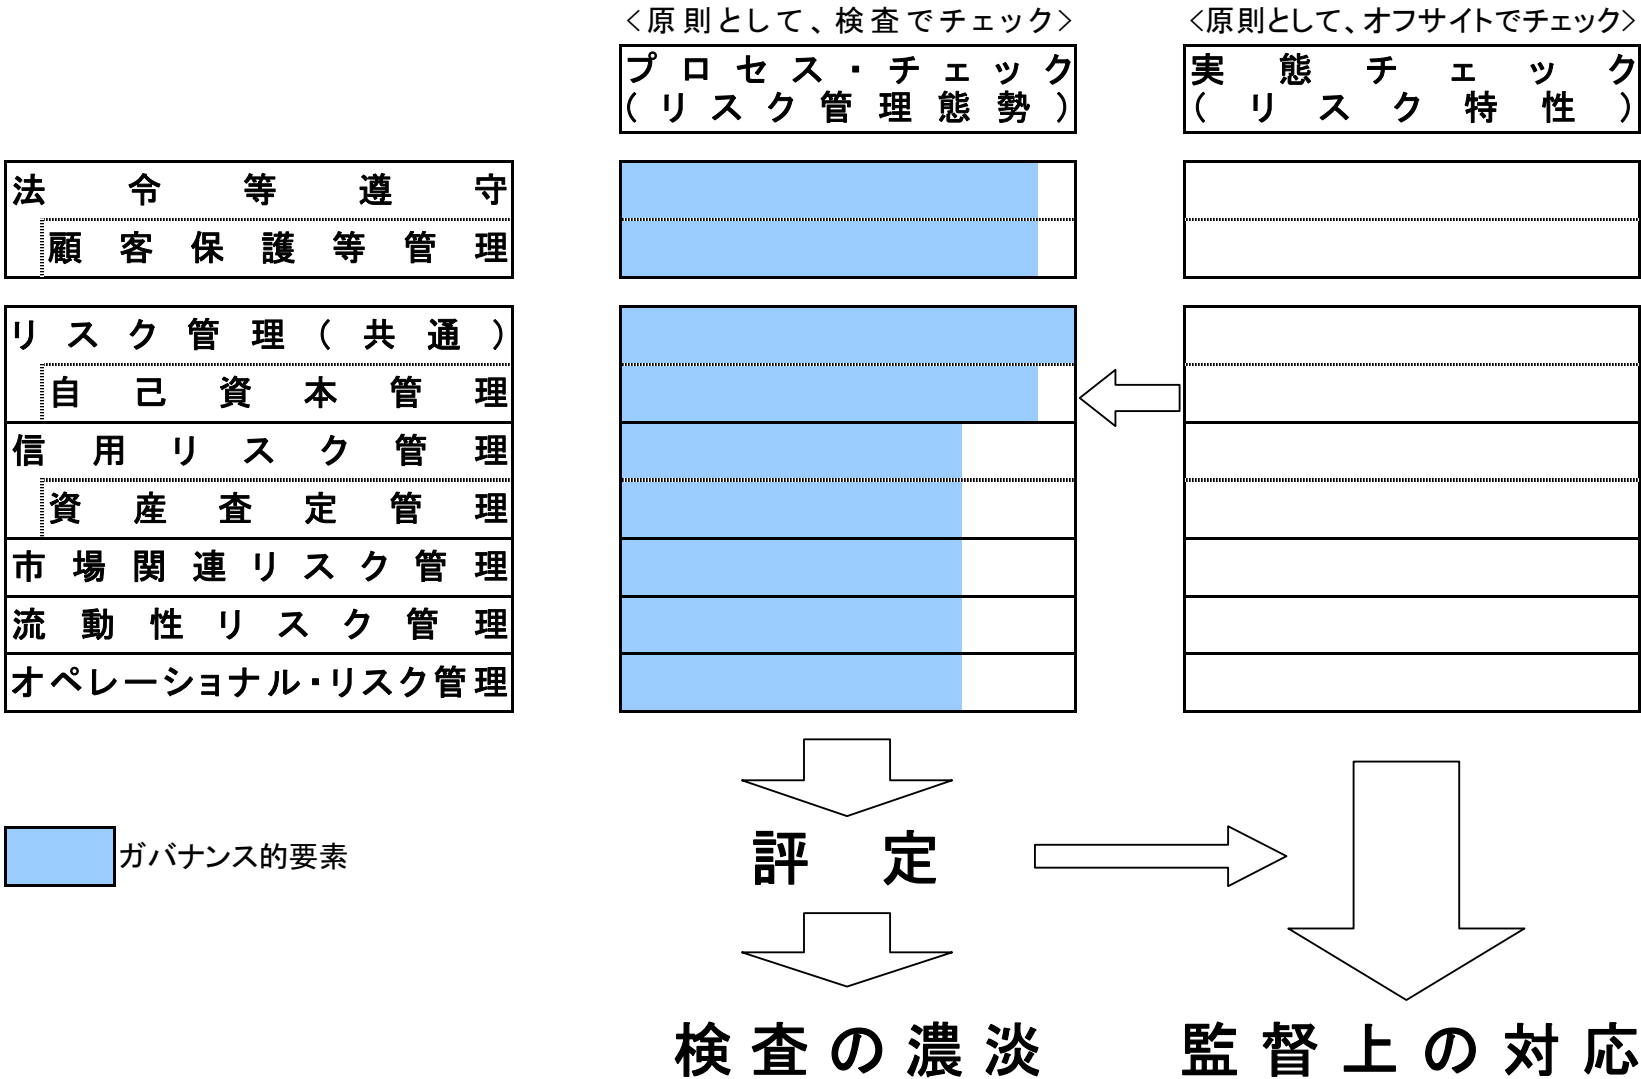 <原則として、検査でチェック>
<原則として、オフサイトでチェック>
プロセス・チェック
(リスク管理態勢)
実態チェック
(リスク特性)
法令等遵守
顧客保護等管理
リスク管理(共通)
自己資本管理
信用リスク管理
資産査定管理
市場関連リスク管理
流動性リスク管理
オペレーショナル・リスク管理
ガバナンス的要素
評定
検査の濃淡
監督上の対応